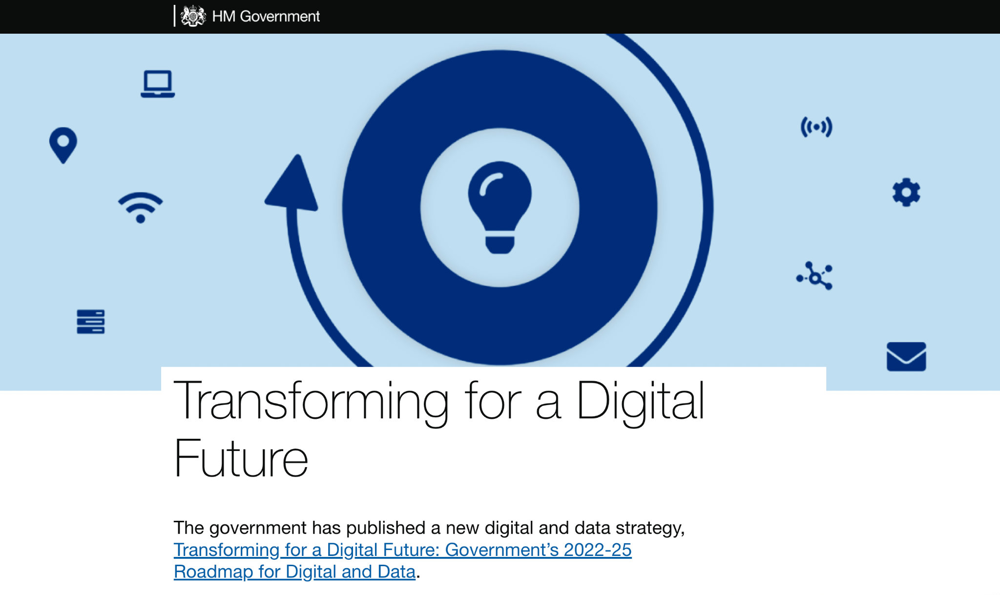 HM Government
Transforming for a Digital
Future
The government has published a new digital and data strategy,
Transforming for a Digital Future: Government’s 2022-25
Roadmap for Digital and Data.